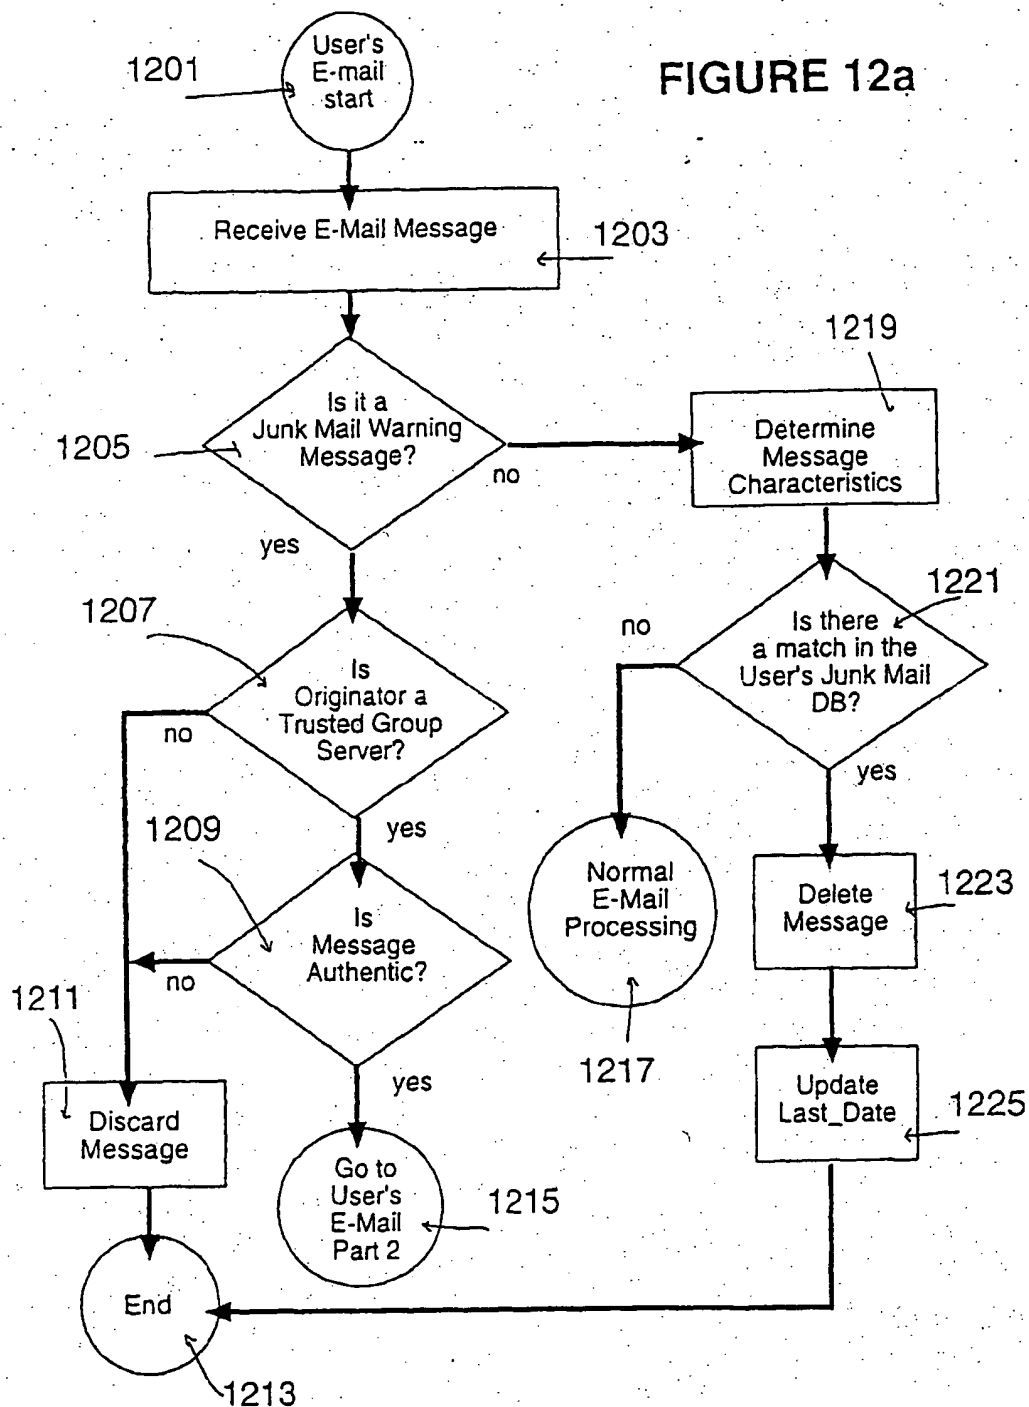 FIGURE 12a
1201
User's
E-mail
start
Receive E-Mail Message
1203
1205
Is it a
Junk Mail Warning
Message?
no
yes
1219
Determine
Message
Characteristics
1207
Is
Originator a
Trusted Group
Server?
no
yes
1221
Is there
a match in the
User's Junk Mail
DB?
no
yes
1209
Is
Message
Authentic?
no
yes
Normal
E-Mail
Processing
1217
Delete
Message
1223
1211
Discard
Message
Go to
User's
E-Mail
Part 2
1215
Update
Last_Date
1225
End
1213